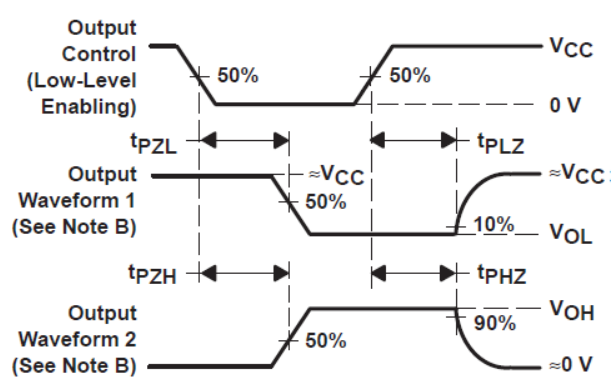 Output
Control
(Low-Level
Enabling)
50%
50%
VCC
0 V
tPZL
tPLZ
Output
Waveform 1
(See Note B)
≈VCC
50%
≈VCC
10%
VOL
tPZH
tPHZ
Output
Waveform 2
(See Note B)
50%
VOH
90%
≈0 V